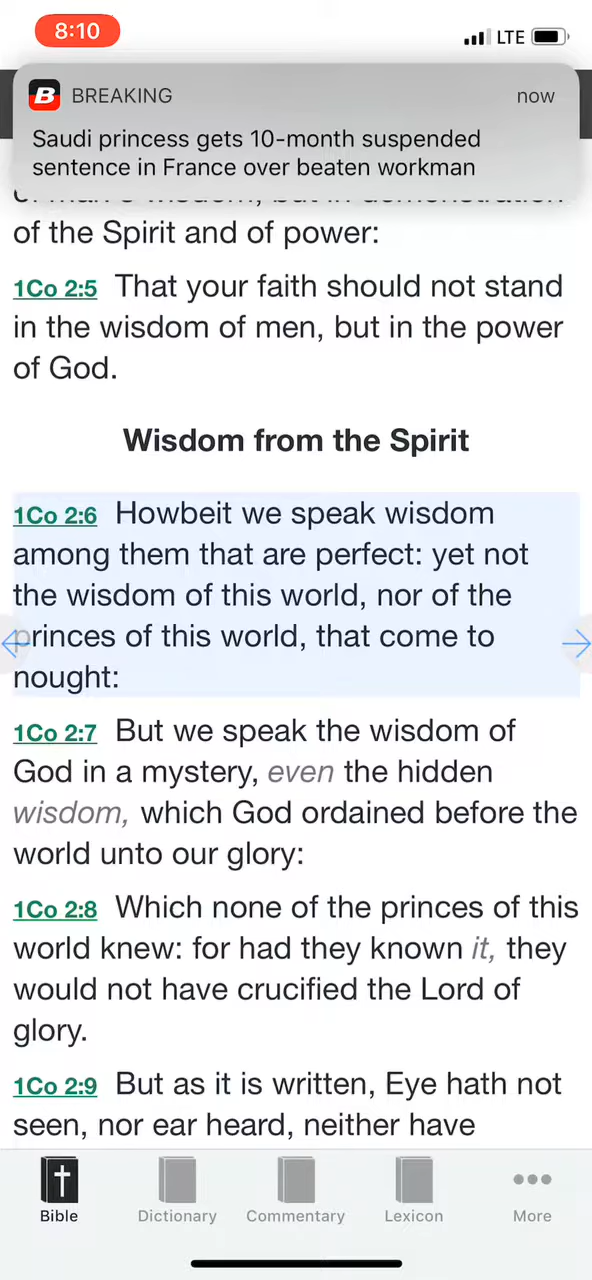 8:10
LTE
B BREAKING
now
Saudi princess gets 10-month suspended
sentence in France over beaten workman
of the Spirit and of power:
1Co 2:5 That your faith should not stand
in the wisdom of men, but in the power
of God.
Wisdom from the Spirit
1Co 2:6 Howbeit we speak wisdom
among them that are perfect: yet not
the wisdom of this world, nor of the
princes of this world, that come to
nought:
1Co 2:7 But we speak the wisdom of
God in a mystery, even the hidden
wisdom, which God ordained before the
world unto our glory:
1Co 2:8 Which none of the princes of this
world knew: for had they known it, they
would not have crucified the Lord of
glory.
1Co 2:9 But as it is written, Eye hath not
seen, nor ear heard, neither have
Bible
Dictionary
Commentary
Lexicon
More